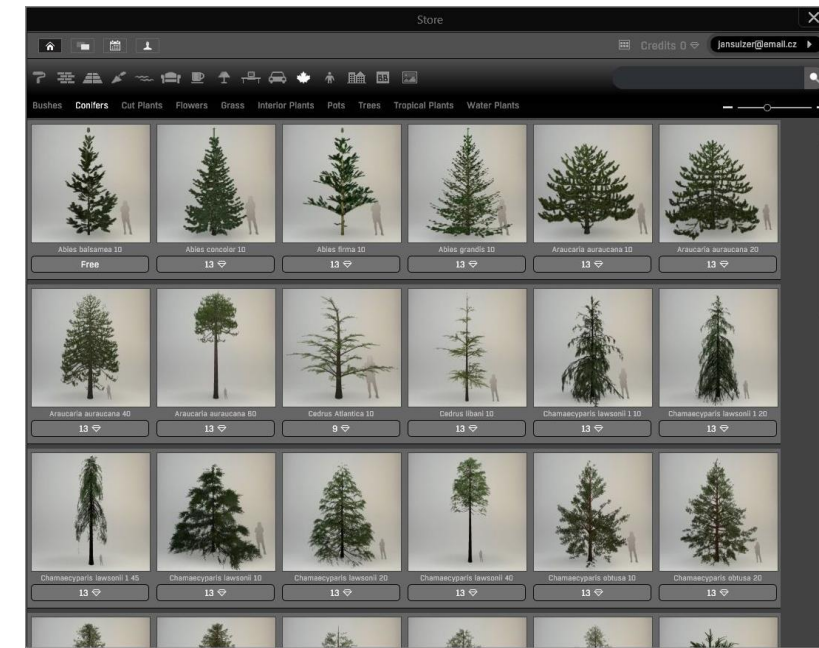 Store
Credits 0
jansulzer@email.cz
Bushes Conifers Cut Plants Flowers Grass Interior Plants Pots Trees Tropical Plants Water Plants
Abies balsamea 10 Abies concolor 10 Abies firma 10 Abies grandis 10 Araucaria auraucana 10 Araucaria auraucana 20
Free 13 13 13 13 13
Araucaria auraucana 40 Araucaria auraucana 60 Cedrus Atlantica 10 Cedrus libani 10 Chamaecyparis lawsonii 1 10 Chamaecyparis lawsonii 1 20
13 13 9 13 13 13
Chamaecyparis lawsonii 1 45 Chamaecyparis lawsonii 10 Chamaecyparis lawsonii 20 Chamaecyparis lawsonii 40 Chamaecyparis obtusa 10 Chamaecyparis obtusa 20
13 13 13 13 13 13